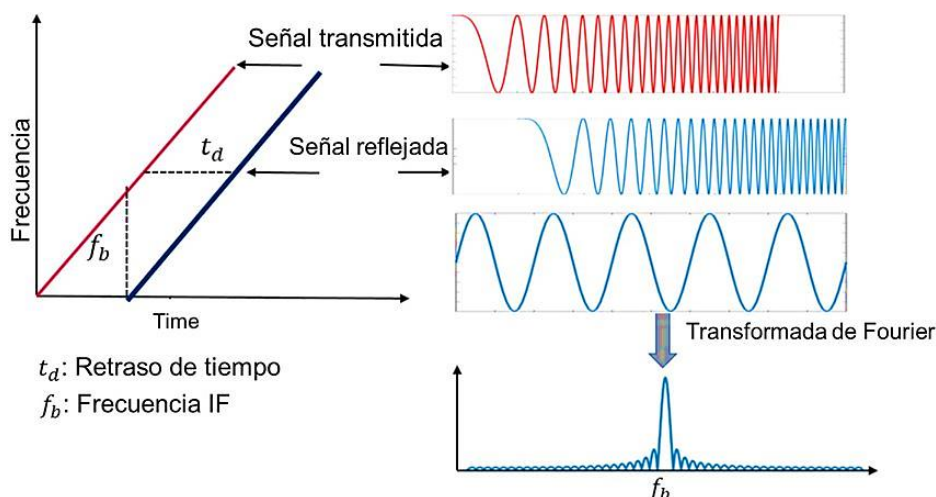 Señal transmitida
Señal reflejada
Frecuencia
t_d
f_b
Time
t_d: Retraso de tiempo
f_b: Frecuencia IF
Transformada de Fourier
f_b